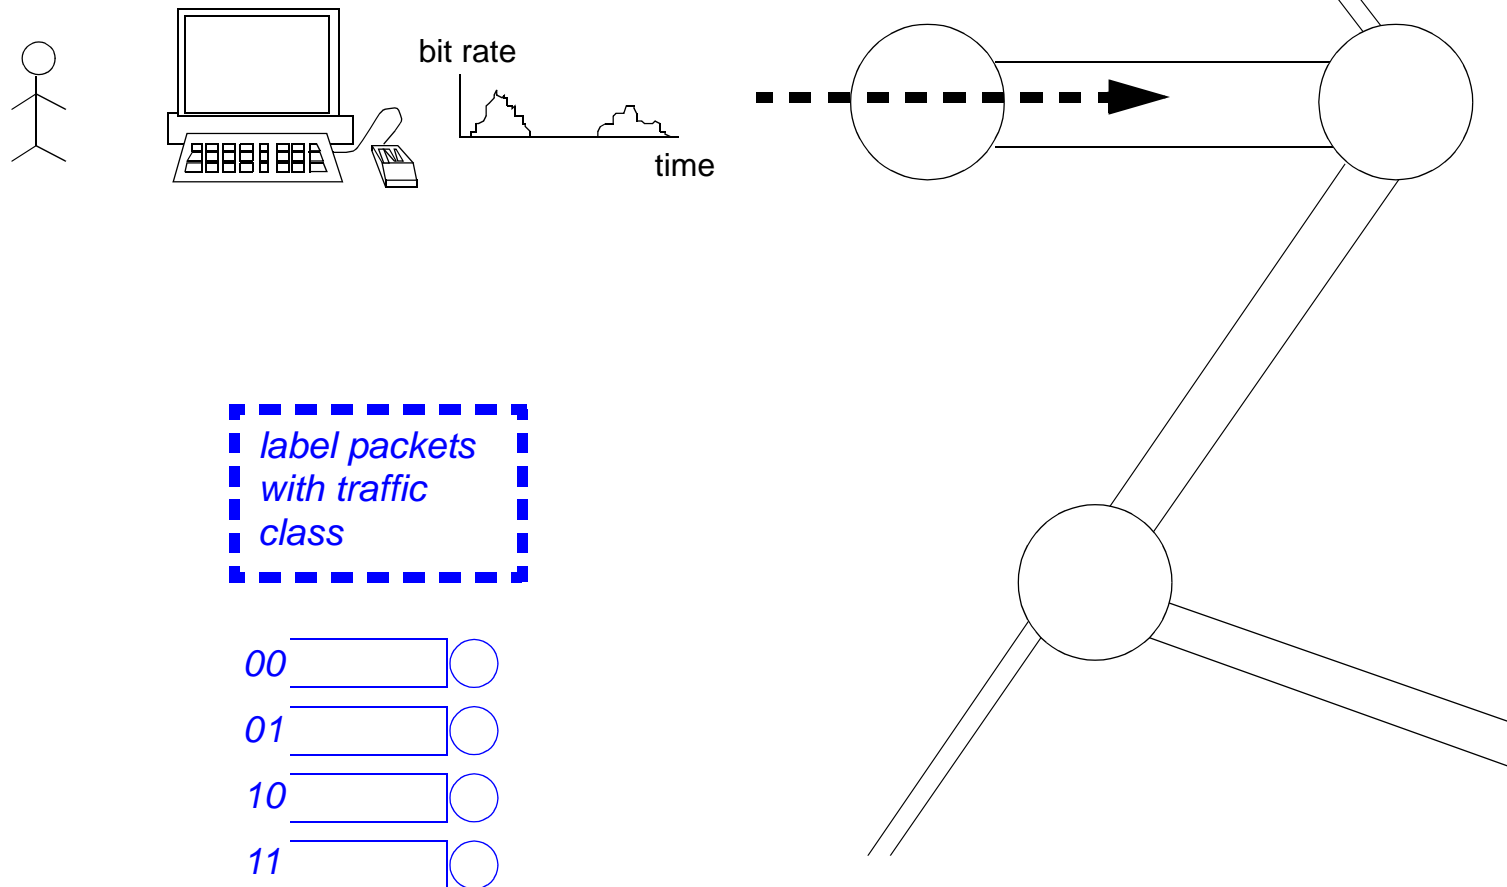 bit rate
time
label packets
with traffic
class
00
01
10
11